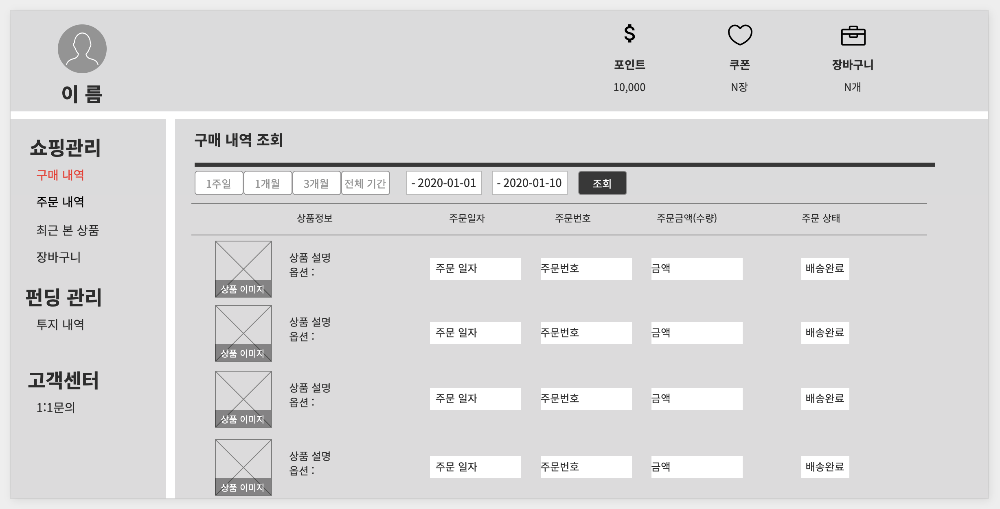 이 름
포인트
10,000
쿠폰
N장
장바구니
N개
쇼핑관리
구매 내역
주문 내역
최근 본 상품
장바구니
펀딩 관리
투지 내역
고객센터
1:1문의
구매 내역 조회
1주일 1개월 3개월 전체 기간 - 2020-01-01 - 2020-01-10 조회
상품정보 주문일자 주문번호 주문금액(수량) 주문 상태
상품 이미지
상품 설명
옵션 :
주문 일자 주문번호 금액 배송완료
상품 이미지
상품 설명
옵션 :
주문 일자 주문번호 금액 배송완료
상품 이미지
상품 설명
옵션 :
주문 일자 주문번호 금액 배송완료
상품 이미지
상품 설명
옵션 :
주문 일자 주문번호 금액 배송완료